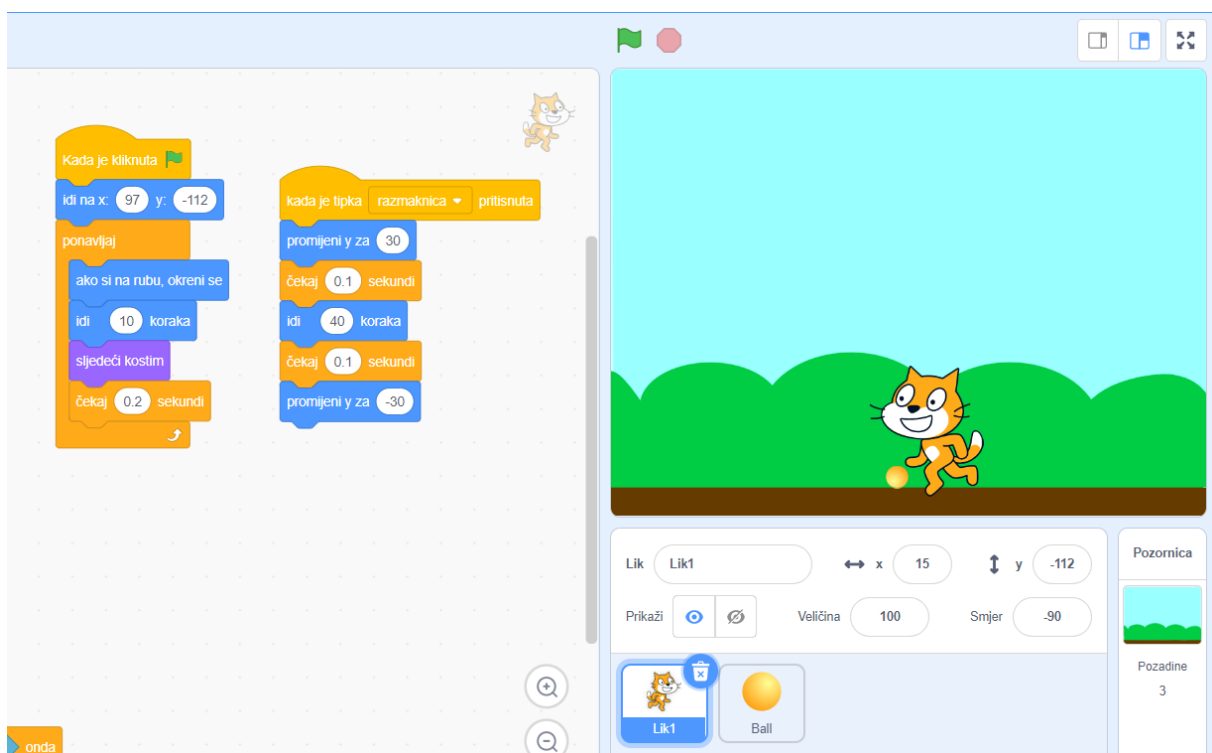 Kada je kliknuta
idi na x: 97 y: -112
ponavljaj
ako si na rubu, okreni se
idi 10 koraka
sljedeći kostim
čekaj 0.2 sekundi
kada je tipka razmaknica pritisnuta
promijeni y za 30
čekaj 0.1 sekundi
idi 40 koraka
čekaj 0.1 sekundi
promijeni y za -30
onda
Lik Lik1 x 15 y -112
Prikaži Veličina 100 Smjer -90
Lik1
Ball
Pozornica
Pozadine
3